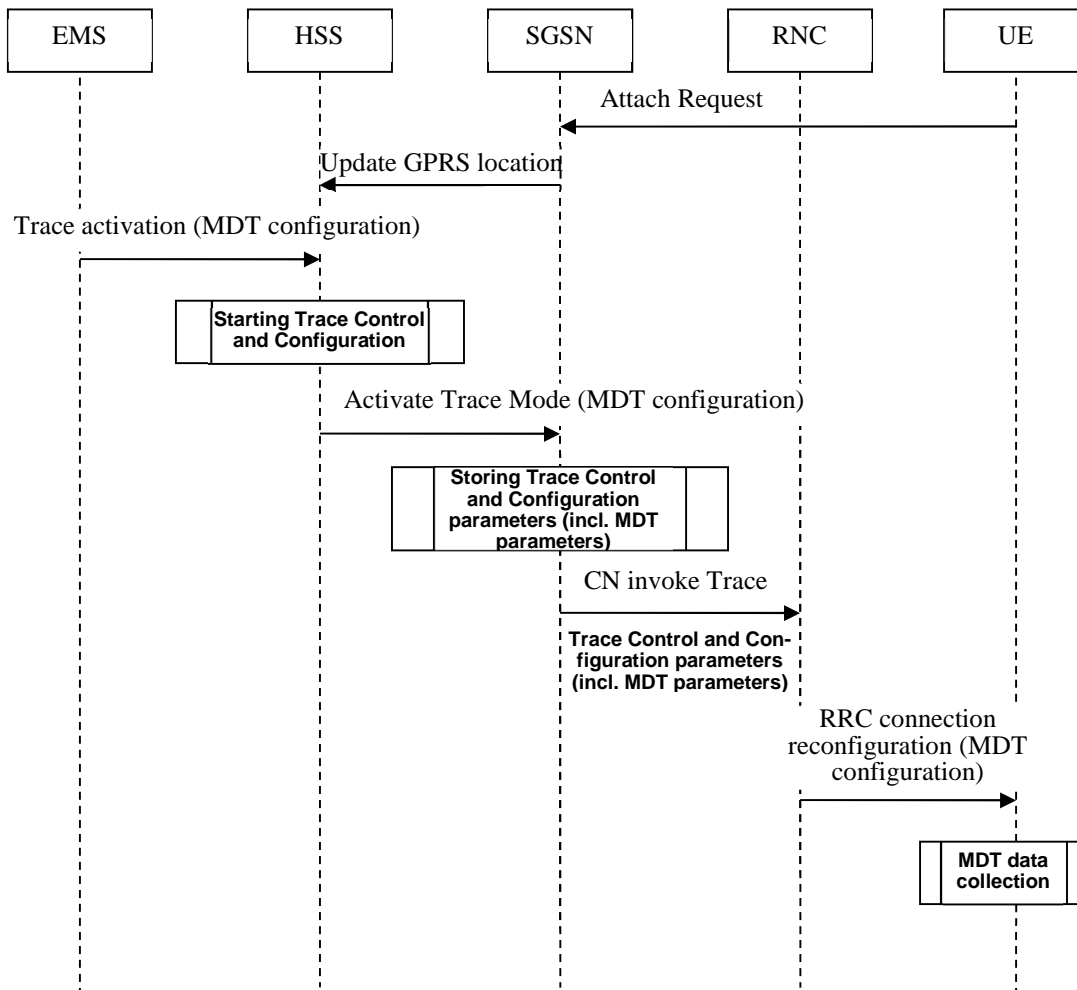 EMS
HSS
SGSN
RNC
UE
Attach Request
Update GPRS location
Trace activation (MDT configuration)
Starting Trace Control
and Configuration
Activate Trace Mode (MDT configuration)
Storing Trace Control
and Configuration
parameters (incl. MDT
parameters)
CN invoke Trace
Trace Control and Con-
figuration parameters
(incl. MDT parameters)
RRC connection
reconfiguration (MDT
configuration)
MDT data
collection